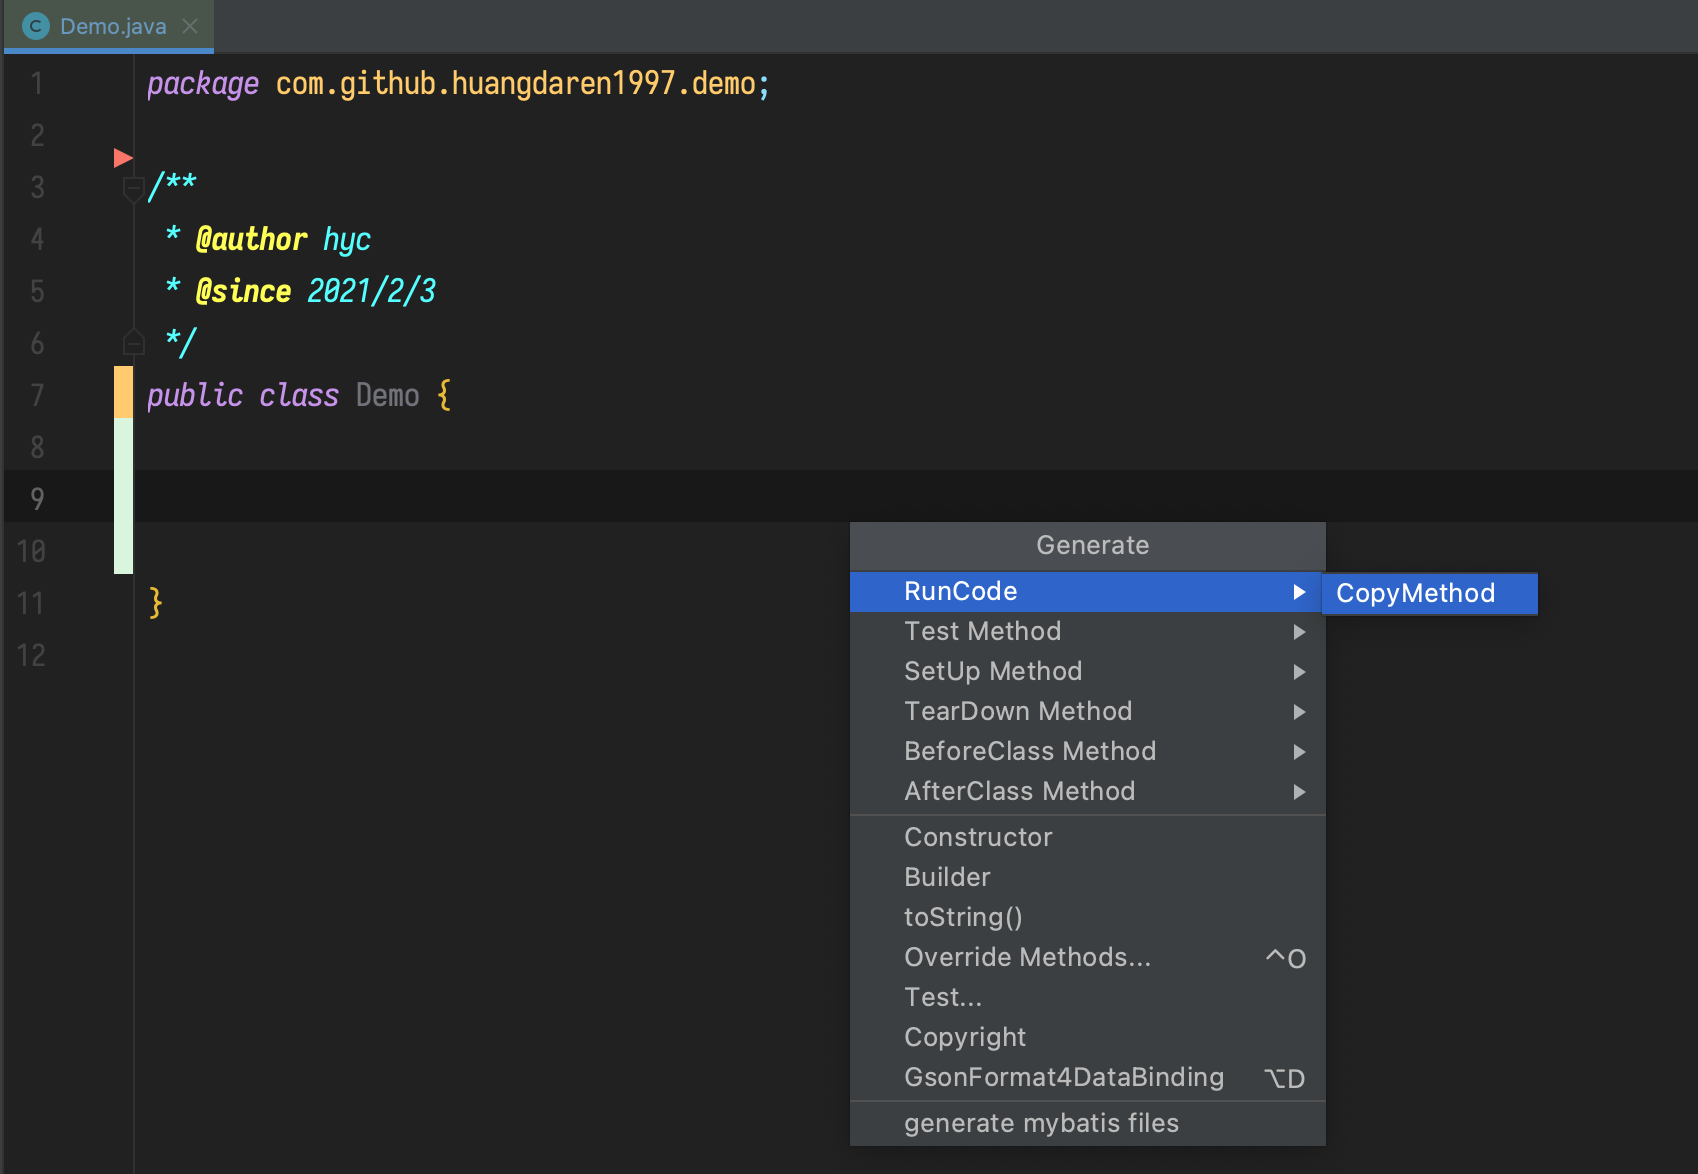 C Demo.java
1 package com.github.huangdaren1997.demo;
2
3 /**
4 * @author hyc
5 * @since 2021/2/3
6 */
7 public class Demo {
8
9
10
11 }
12
Generate
RunCode
CopyMethod
Test Method
SetUp Method
TearDown Method
BeforeClass Method
AfterClass Method
Constructor
Builder
toString()
Override Methods... ^O
Test...
Copyright
GsonFormat4DataBinding ⌥D
generate mybatis files